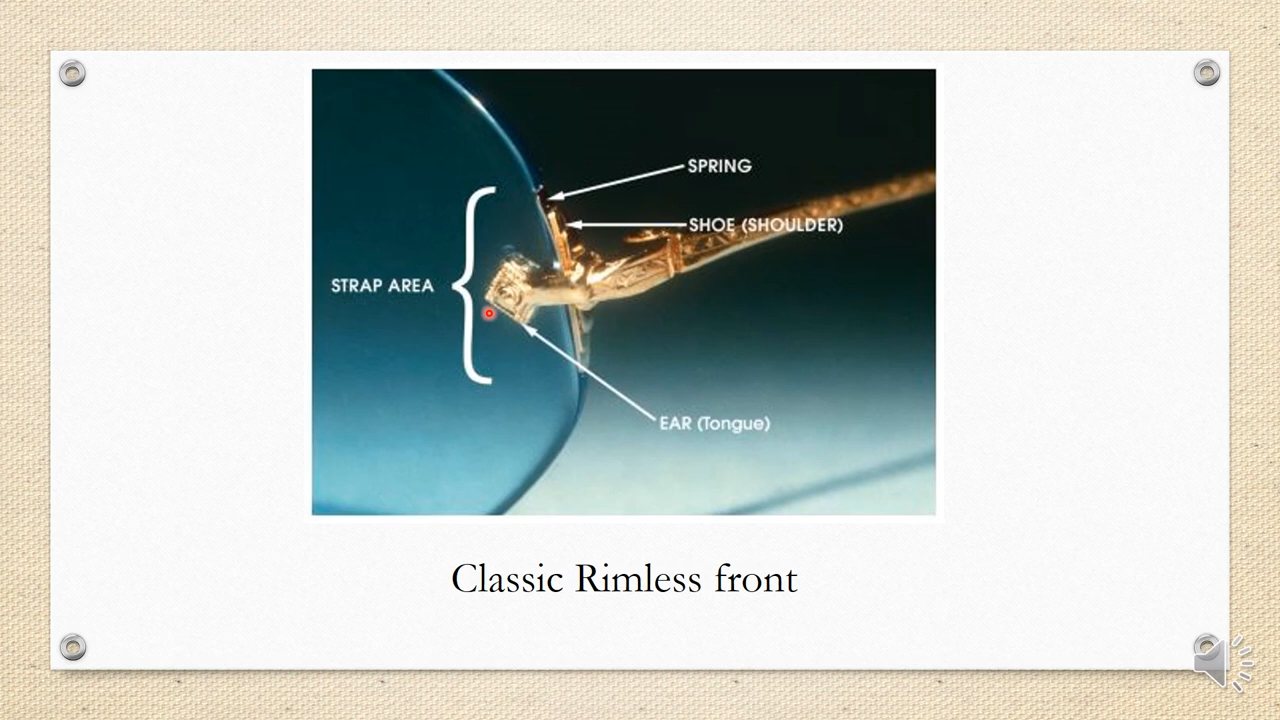 SPRING
SHOE (SHOULDER)
STRAP AREA
EAR (Tongue)
Classic Rimless front